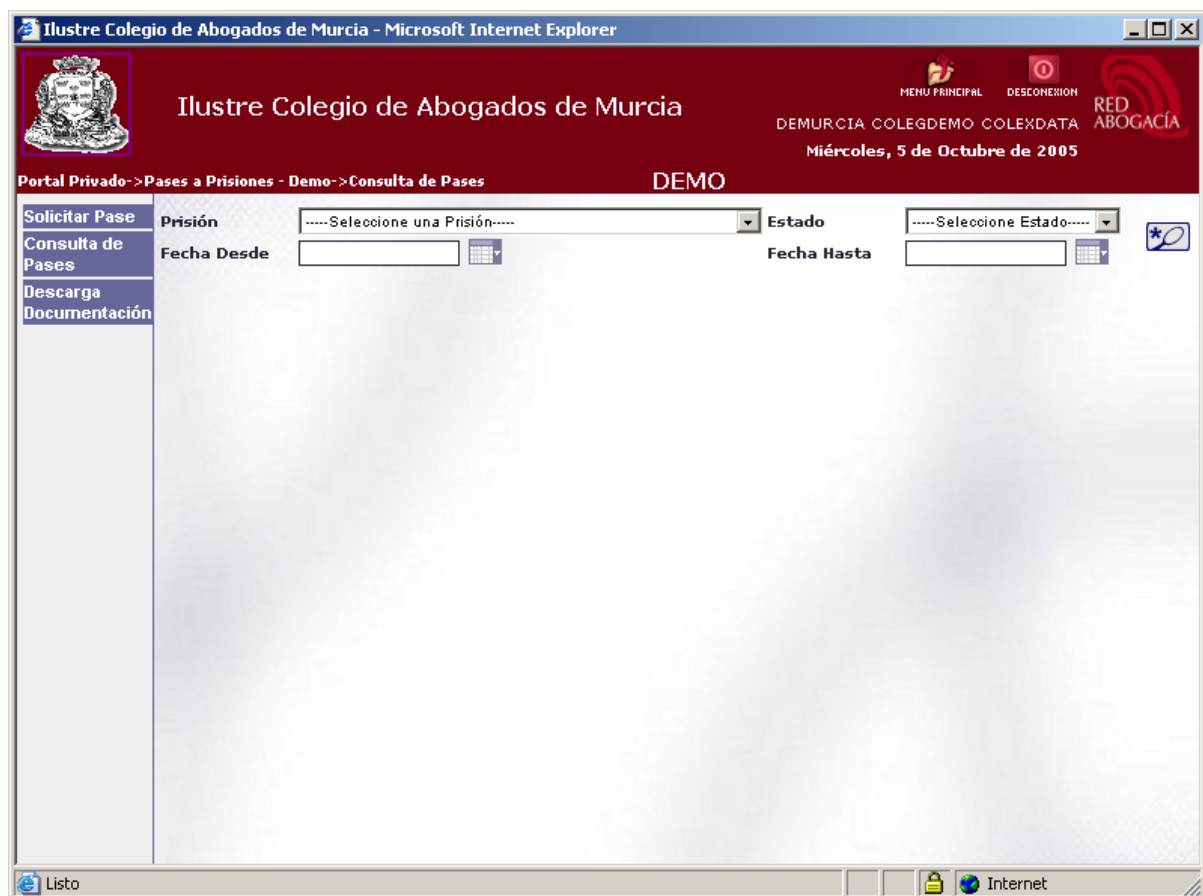 Ilustre Colegio de Abogados de Murcia - Microsoft Internet Explorer
Ilustre Colegio de Abogados de Murcia
MENU PRINCIPAL DESCONEXION
DEMURCIA COLEGDEMO COLEXDATA
RED
ABOGACÍA
Miércoles, 5 de Octubre de 2005
Portal Privado->Pases a Prisiones - Demo->Consulta de Pases
DEMO
Solicitar Pase
Consulta de
Pases
Descarga
Documentación
Prisión -----Seleccione una Prisión----- Estado -----Seleccione Estado-----
Fecha Desde Fecha Hasta
Listo Internet